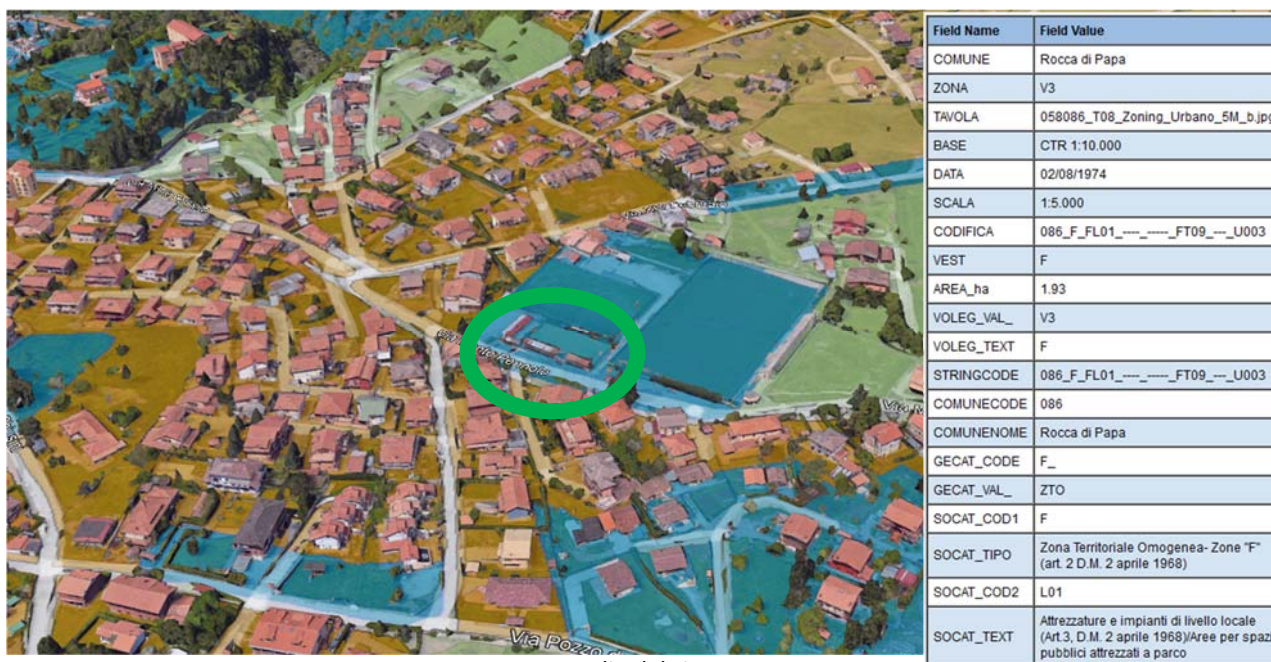 Field Name Field Value
COMUNE Rocca di Papa
ZONA V3
TAVOLA 058086_T08_Zoning_Urbano_5M_b.jpg
BASE CTR 1:10.000
DATA 02/08/1974
SCALA 1:5.000
CODIFICA 086_F_FL01_----_-----_FT09_---_U003
VEST F
AREA_ha 1.93
VOLEG_VAL_ V3
VOLEG_TEXT F
STRINGCODE 086_F_FL01_----_-----_FT09_---_U003
COMUNECODE 086
COMUNENOME Rocca di Papa
GECAT_CODE F_
GECAT_VAL_ ZTO
SOCAT_COD1 F
SOCAT_TIPO Zona Territoriale Omogenea- Zone "F"
(art. 2 D.M. 2 aprile 1968)
SOCAT_COD2 L01
SOCAT_TEXT Attrezzature e impianti di livello locale
(Art.3, D.M. 2 aprile 1968)/Aree per spazi
pubblici attrezzati a parco
Via Pozzo